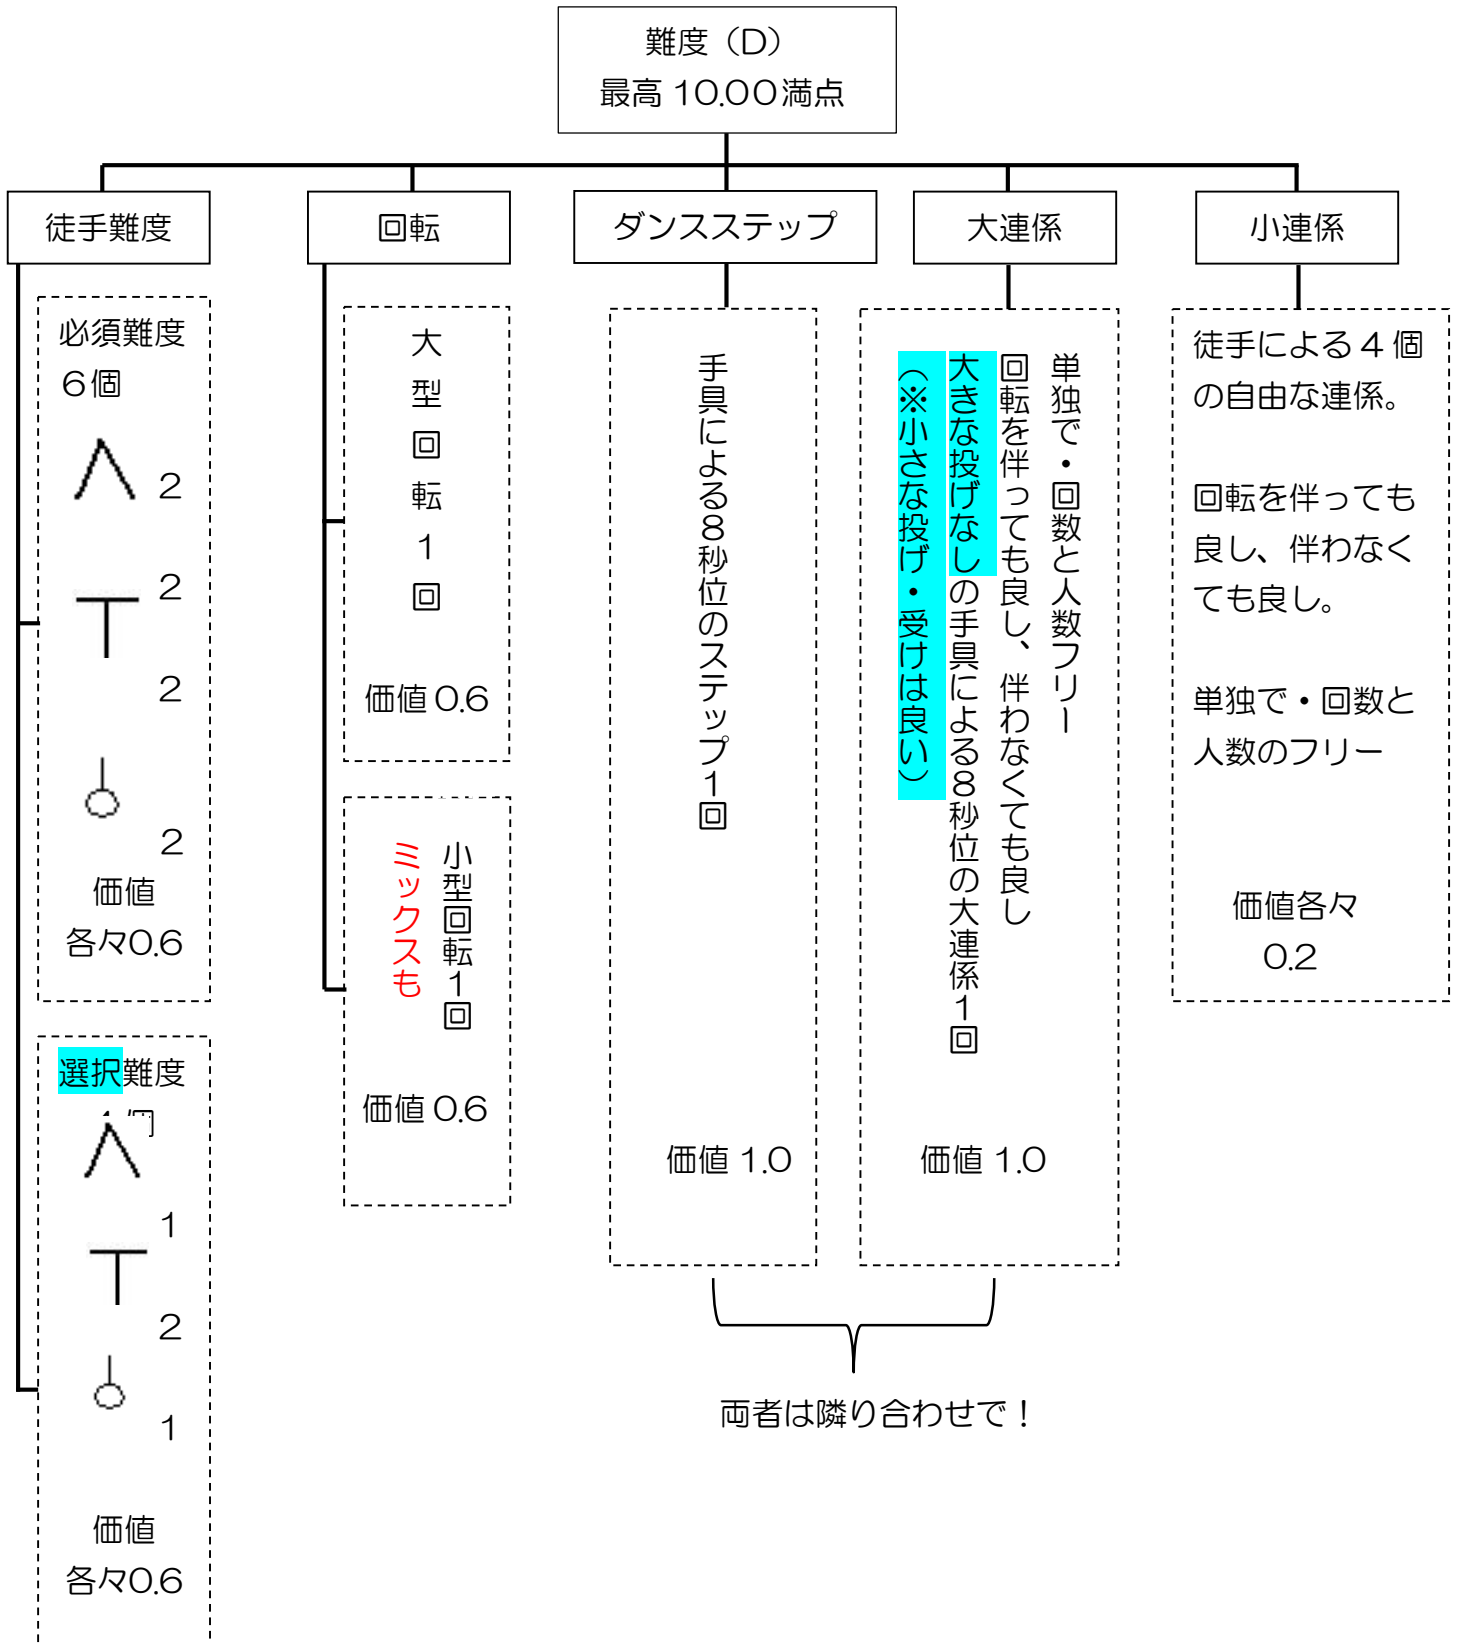 難度（D）
最高 10.00満点
徒手難度
回転
ダンスステップ
大連係
小連係
必須難度
6個
2
2
2
2
価値
各々0.6
選択難度
1
2
1
価値
各々0.6
大型回転1回
価値 0.6
小型回転1回
ミックスも
価値 0.6
手具による8秒位のステップ1回
価値 1.0
単独で・回数と人数フリー
回転を伴っても良し、伴わなくても良し
大きな投げなしの手具による8秒位の大連係1回
（※小さな投げ・受けは良い）
価値 1.0
徒手による4個
の自由な連係。
回転を伴っても
良し、伴わなく
ても良し。
単独で・回数と
人数のフリー
価値各々
0.2
両者は隣り合わせで！